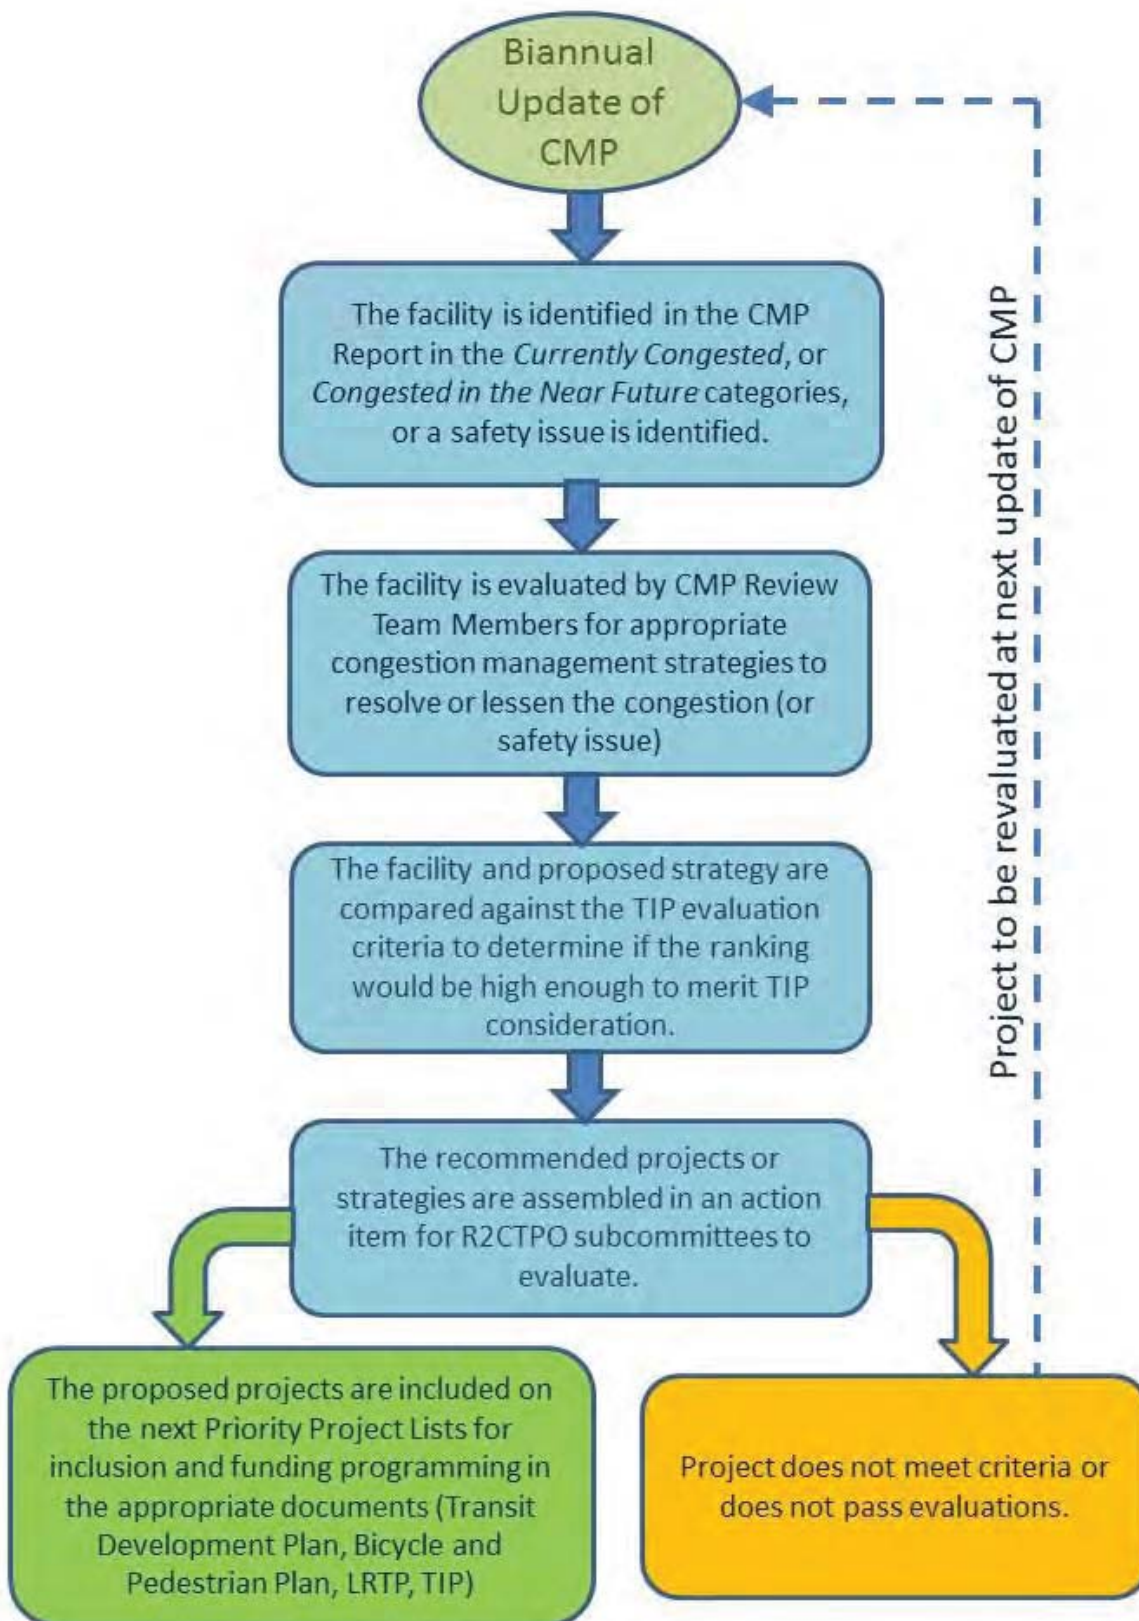 Biannual
Update of
CMP
The facility is identified in the CMP
Report in the Currently Congested, or
Congested in the Near Future categories,
or a safety issue is identified.
The facility is evaluated by CMP Review
Team Members for appropriate
congestion management strategies to
resolve or lessen the congestion (or
safety issue)
The facility and proposed strategy are
compared against the TIP evaluation
criteria to determine if the ranking
would be high enough to merit TIP
consideration.
The recommended projects or
strategies are assembled in an action
item for R2CTPO subcommittees to
evaluate.
The proposed projects are included on
the next Priority Project Lists for
inclusion and funding programming in
the appropriate documents (Transit
Development Plan, Bicycle and
Pedestrian Plan, LRTP, TIP)
Project does not meet criteria or
does not pass evaluations.
Project to be revaluated at next update of CMP